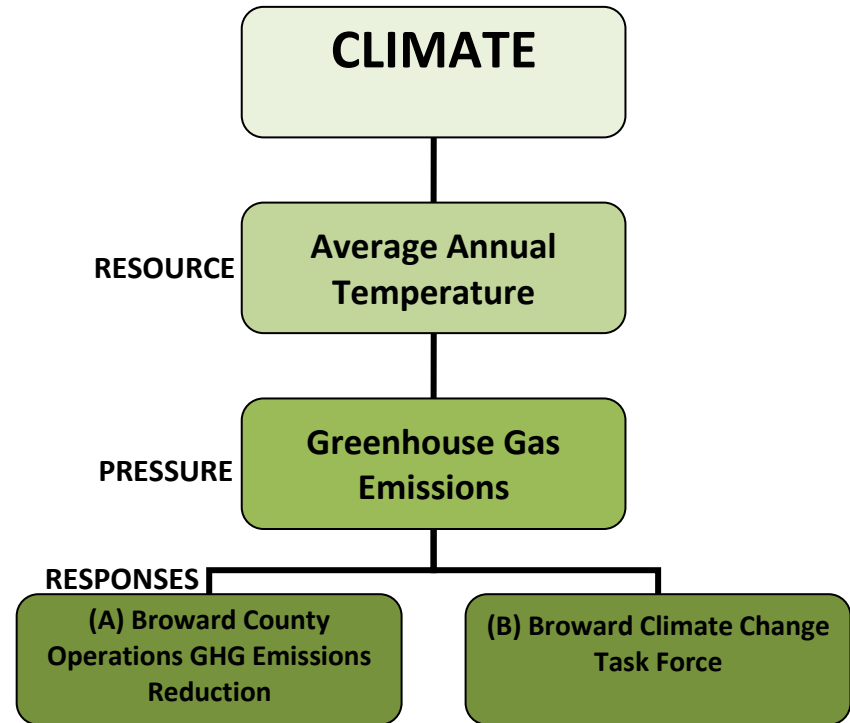 CLIMATE
RESOURCE
Average Annual
Temperature
PRESSURE
Greenhouse Gas
Emissions
RESPONSES
(A) Broward County
Operations GHG Emissions
Reduction
(B) Broward Climate Change
Task Force